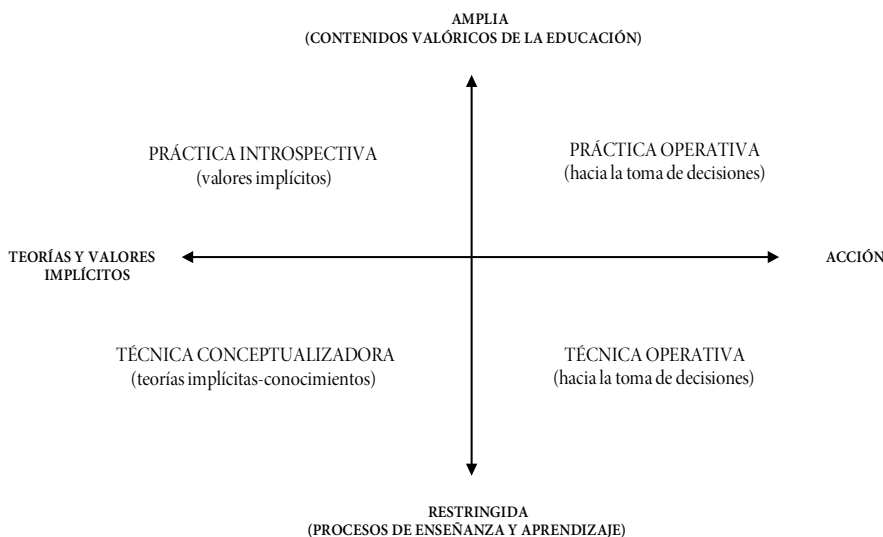 AMPLIA
(CONTENIDOS VALÓRICOS DE LA EDUCACIÓN)
PRÁCTICA INTROSPECTIVA
(valores implícitos)
PRÁCTICA OPERATIVA
(hacia la toma de decisiones)
TEORÍAS Y VALORES
IMPLÍCITOS
ACCIÓN
TÉCNICA CONCEPTUALIZADORA
(teorías implícitas-conocimientos)
TÉCNICA OPERATIVA
(hacia la toma de decisiones)
RESTRINGIDA
(PROCESOS DE ENSEÑANZA Y APRENDIZAJE)